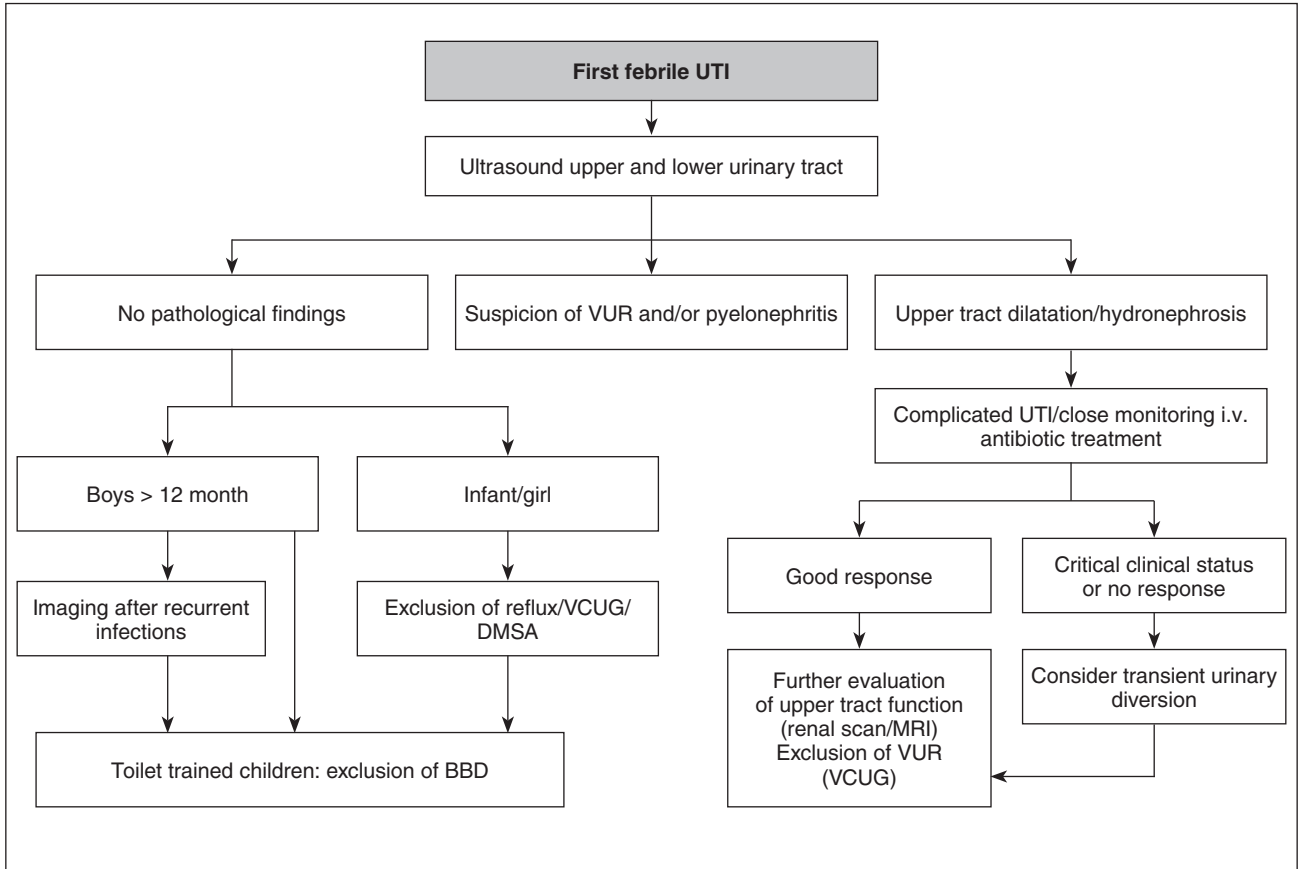 First febrile UTI
Ultrasound upper and lower urinary tract
No pathological findings
Suspicion of VUR and/or pyelonephritis
Upper tract dilatation/hydronephrosis
Complicated UTI/close monitoring i.v.
antibiotic treatment
Boys > 12 month
Infant/girl
Good response
Critical clinical status
or no response
Imaging after recurrent
infections
Exclusion of reflux/VCUG/
DMSA
Further evaluation
of upper tract function
(renal scan/MRI)
Exclusion of VUR
(VCUG)
Consider transient urinary
diversion
Toilet trained children: exclusion of BBD